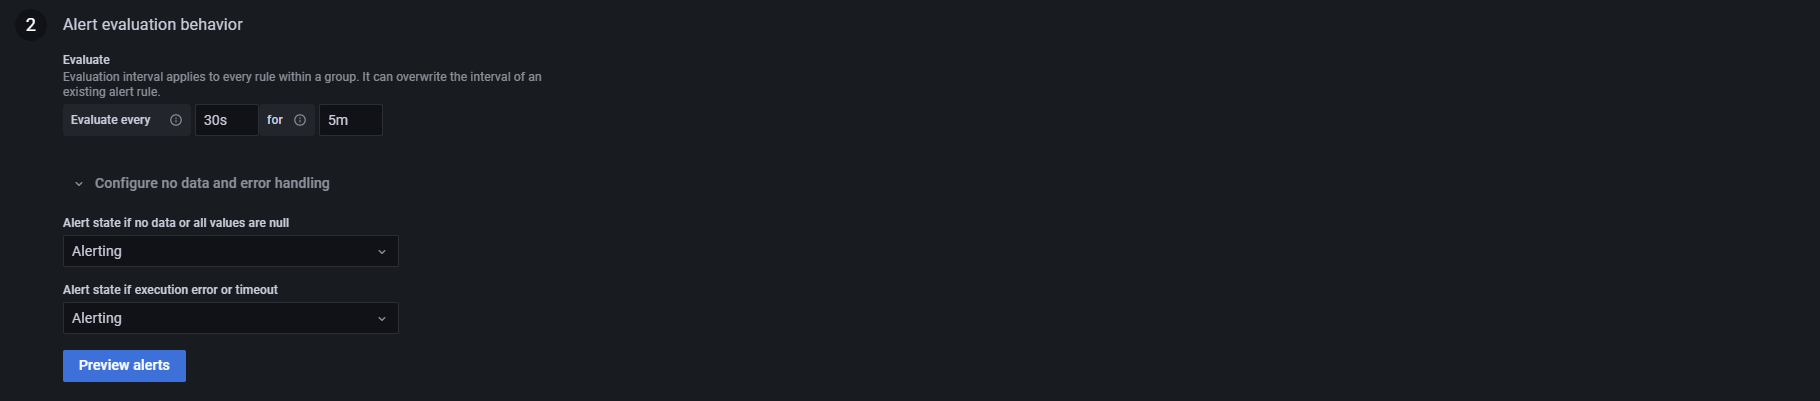 2
Alert evaluation behavior
Evaluate
Evaluation interval applies to every rule within a group. It can overwrite the interval of an
existing alert rule.
Evaluate every 30s for 5m
Configure no data and error handling
Alert state if no data or all values are null
Alerting
Alert state if execution error or timeout
Alerting
Preview alerts